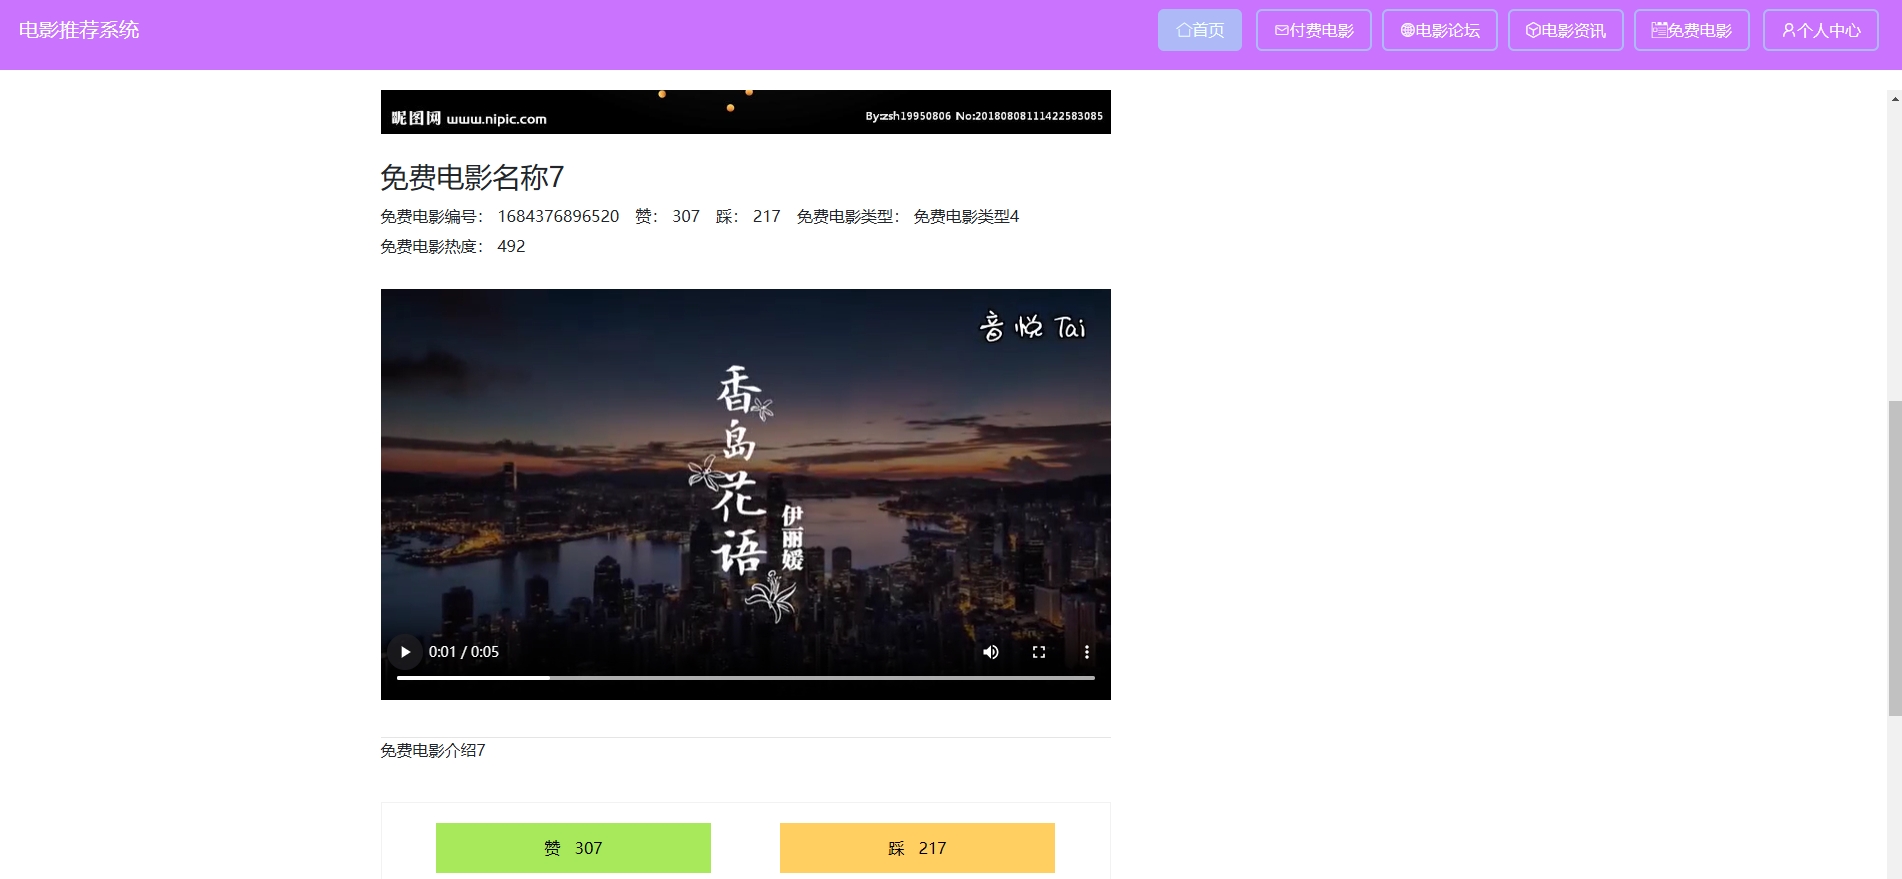 电影推荐系统
首页 付费电影 电影论坛 电影资讯 免费电影 个人中心
昵图网 www.nipic.com By:zsh19950806 No:20180808111422583085
免费电影名称7
免费电影编号： 1684376896520 赞： 307 踩： 217 免费电影类型： 免费电影类型4
免费电影热度： 492
音悦Tai
香岛花语
伊丽媛
0:01 / 0:05
免费电影介绍7
赞 307 踩 217